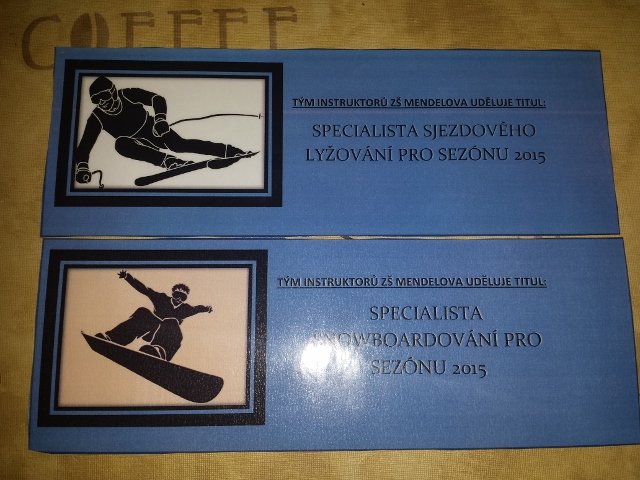 COFFEE
TÝM INSTRUKTORŮ ZŠ MENDELOVA UDĚLUJE TITUL:
SPECIALISTA SJEZDOVÉHO
LYŽOVÁNÍ PRO SEZÓNU 2015
TÝM INSTRUKTORŮ ZŠ MENDELOVA UDĚLUJE TITUL:
SPECIALISTA
SNOWBOARDOVÁNÍ PRO
SEZÓNU 2015